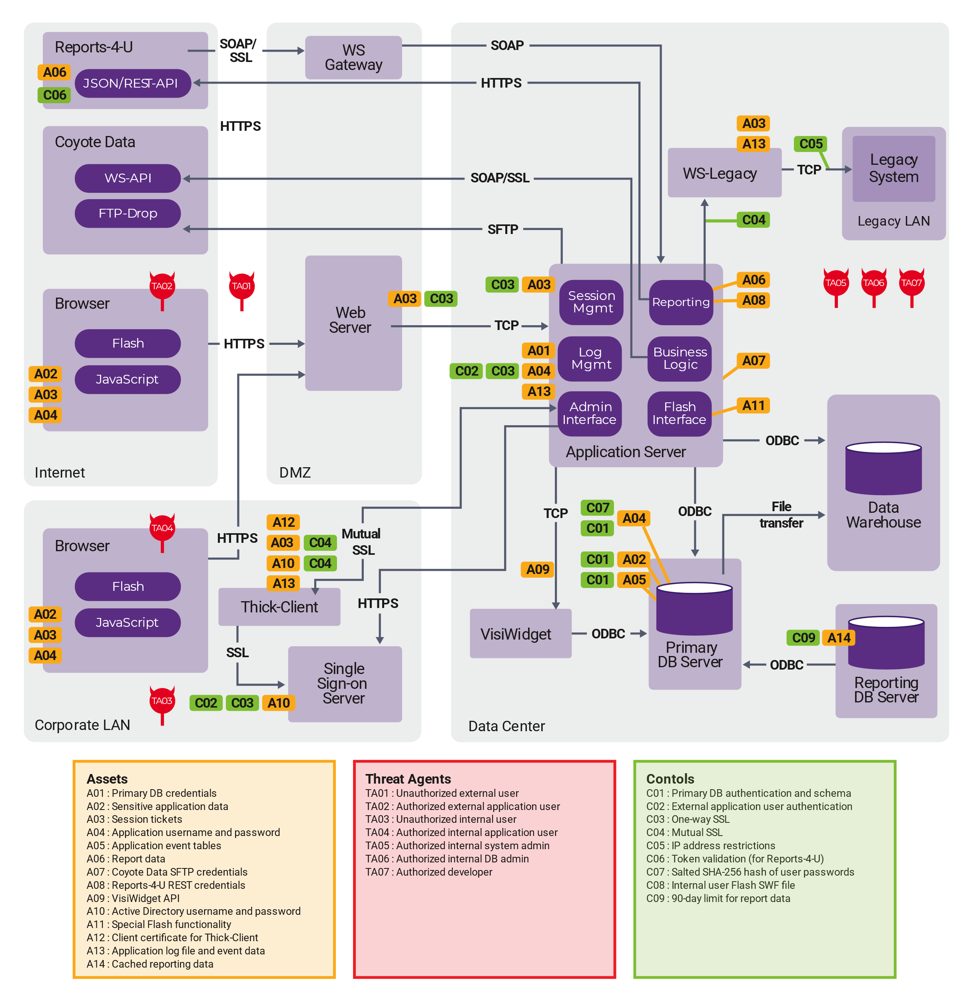 Reports-4-U
A06
JSON/REST-API
C06
SOAP/
SSL
WS
Gateway
SOAP
HTTPS
HTTPS
Coyote Data
WS-API
FTP-Drop
SOAP/SSL
SFTP
A03
A13
WS-Legacy
C05
TCP
Legacy
System
Legacy LAN
C04
TA02
TA01
Browser
Flash
JavaScript
A02
A03
A04
HTTPS
Internet
Web
Server
A03
C03
TCP
DMZ
C03
A03
Session
Mgmt
Reporting
A06
A08
TA05
TA06
TA07
A01
C02
C03
A04
A13
Log
Mgmt
Business
Logic
A07
Admin
Interface
Flash
Interface
A11
Application Server
ODBC
Data
Warehouse
TA04
Browser
Flash
JavaScript
A02
A03
A04
HTTPS
A12
A03
C04
A10
C04
A13
Mutual
SSL
Thick-Client
HTTPS
SSL
Single
Sign-on
Server
TA03
C02
C03
A10
Corporate LAN
TCP
C07
C01
A04
C01
A02
C01
A05
ODBC
File
transfer
A09
VisiWidget
ODBC
Primary
DB Server
C09
A14
ODBC
Reporting
DB Server
Data Center
Assets
A01 : Primary DB credentials
A02 : Sensitive application data
A03 : Session tickets
A04 : Application username and password
A05 : Application event tables
A06 : Report data
A07 : Coyote Data SFTP credentials
A08 : Reports-4-U REST credentials
A09 : VisiWidget API
A10 : Active Directory username and password
A11 : Special Flash functionality
A12 : Client certificate for Thick-Client
A13 : Application log file and event data
A14 : Cached reporting data
Threat Agents
TA01 : Unauthorized external user
TA02 : Authorized external application user
TA03 : Unauthorized internal user
TA04 : Authorized internal application user
TA05 : Authorized internal system admin
TA06 : Authorized internal DB admin
TA07 : Authorized developer
Contols
C01 : Primary DB authentication and schema
C02 : External application user authentication
C03 : One-way SSL
C04 : Mutual SSL
C05 : IP address restrictions
C06 : Token validation (for Reports-4-U)
C07 : Salted SHA-256 hash of user passwords
C08 : Internal user Flash SWF file
C09 : 90-day limit for report data